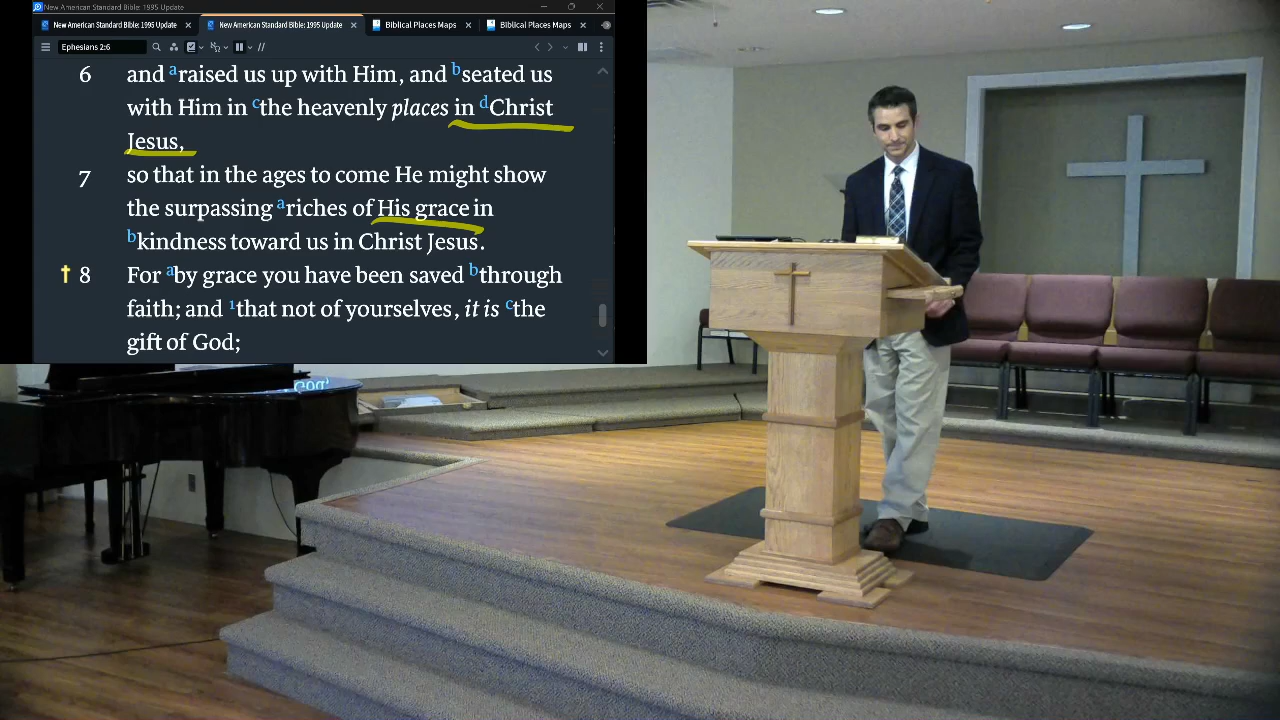 New American Standard Bible: 1995 Update
New American Standard Bible: 1995 Update
New American Standard Bible: 1995 Update
Biblical Places Maps
Biblical Places Maps
Ephesians 2:6
6 and a raised us up with Him, and b seated us
with Him in c the heavenly places in d Christ
Jesus,
7 so that in the ages to come He might show
the surpassing a riches of His grace in
b kindness toward us in Christ Jesus.
† 8 For a by grace you have been saved b through
faith; and 1 that not of yourselves, it is c the
gift of God;
God'